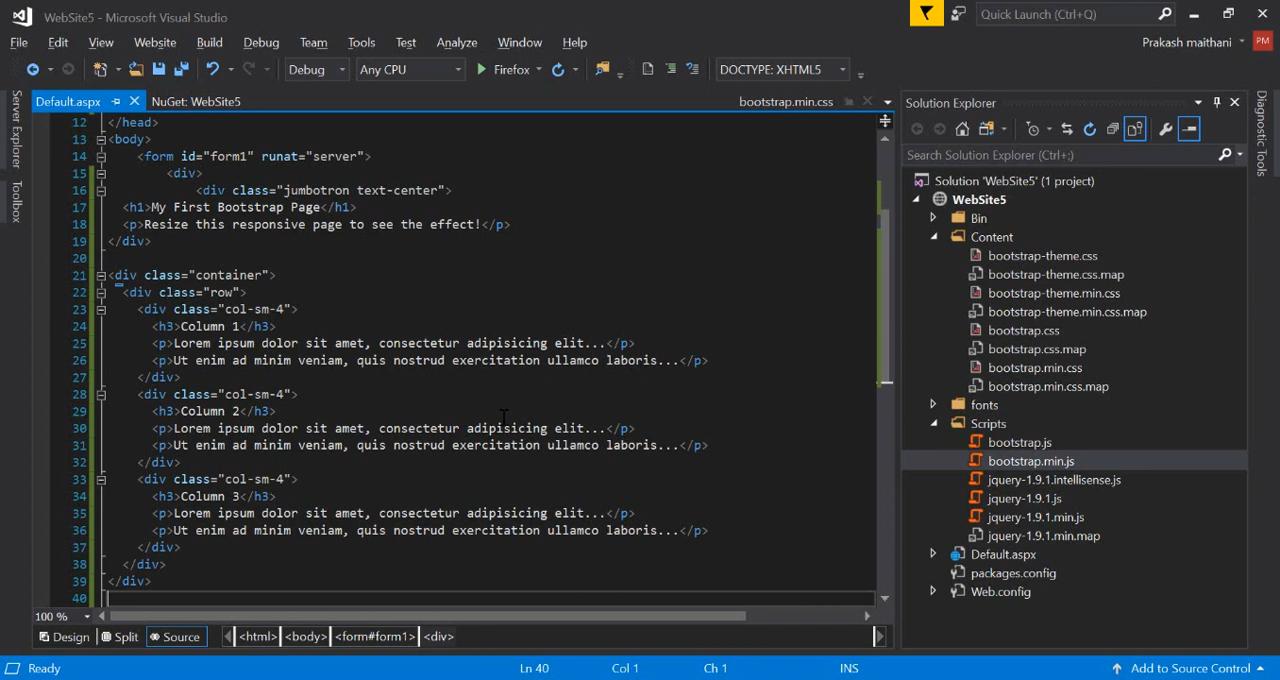 WebSite5 - Microsoft Visual Studio
Quick Launch (Ctrl+Q)
File Edit View Website Build Debug Team Tools Test Analyze Window Help
Prakash maithani
PM
Debug
Any CPU
Firefox
DOCTYPE: XHTML5
Server Explorer
Toolbox
Default.aspx
NuGet: WebSite5
bootstrap.min.css
12 </head>
13 <body>
14 <form id="form1" runat="server">
15 <div>
16 <div class="jumbotron text-center">
17 <h1>My First Bootstrap Page</h1>
18 <p>Resize this responsive page to see the effect!</p>
19 </div>
20
21 <div class="container">
22 <div class="row">
23 <div class="col-sm-4">
24 <h3>Column 1</h3>
25 <p>Lorem ipsum dolor sit amet, consectetur adipisicing elit...</p>
26 <p>Ut enim ad minim veniam, quis nostrud exercitation ullamco laboris...</p>
27 </div>
28 <div class="col-sm-4">
29 <h3>Column 2</h3>
30 <p>Lorem ipsum dolor sit amet, consectetur adipisicing elit...</p>
31 <p>Ut enim ad minim veniam, quis nostrud exercitation ullamco laboris...</p>
32 </div>
33 <div class="col-sm-4">
34 <h3>Column 3</h3>
35 <p>Lorem ipsum dolor sit amet, consectetur adipisicing elit...</p>
36 <p>Ut enim ad minim veniam, quis nostrud exercitation ullamco laboris...</p>
37 </div>
38 </div>
39 </div>
40
100 %
Design
Split
Source
<html> <body> <form#form1> <div>
Solution Explorer
Search Solution Explorer (Ctrl+;)
Solution 'WebSite5' (1 project)
WebSite5
Bin
Content
bootstrap-theme.css
bootstrap-theme.css.map
bootstrap-theme.min.css
bootstrap-theme.min.css.map
bootstrap.css
bootstrap.css.map
bootstrap.min.css
bootstrap.min.css.map
fonts
Scripts
bootstrap.js
bootstrap.min.js
jquery-1.9.1.intellisense.js
jquery-1.9.1.js
jquery-1.9.1.min.js
jquery-1.9.1.min.map
Default.aspx
packages.config
Web.config
Diagnostic Tools
Ready
Ln 40
Col 1
Ch 1
INS
Add to Source Control